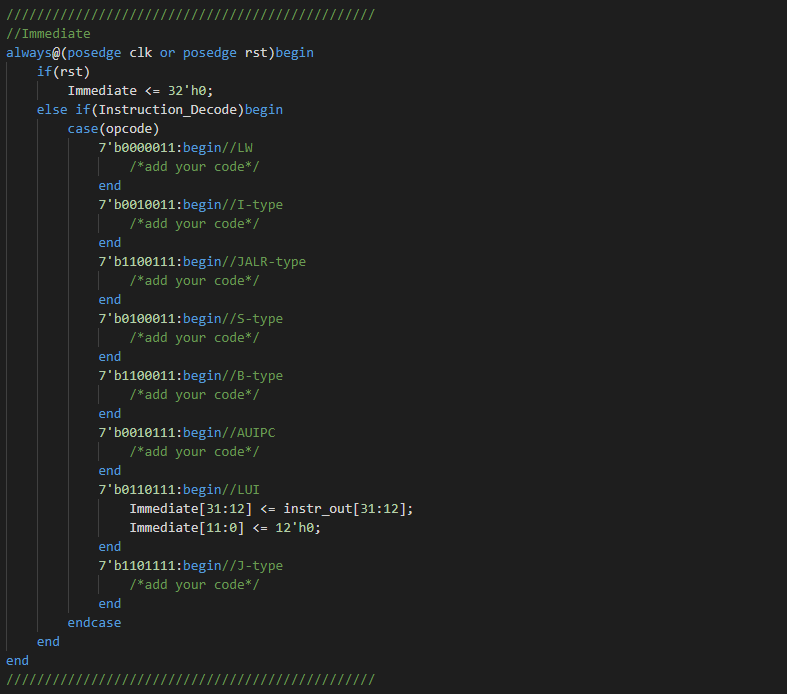 ////////////////////////////////////////////////
//Immediate
always@(posedge clk or posedge rst)begin
    if(rst)
        Immediate <= 32'h0;
    else if(Instruction_Decode)begin
        case(opcode)
            7'b0000011:begin//LW
                /*add your code*/
            end
            7'b0010011:begin//I-type
                /*add your code*/
            end
            7'b1100111:begin//JALR-type
                /*add your code*/
            end
            7'b0100011:begin//S-type
                /*add your code*/
            end
            7'b1100011:begin//B-type
                /*add your code*/
            end
            7'b0010111:begin//AUIPC
                /*add your code*/
            end
            7'b0110111:begin//LUI
                Immediate[31:12] <= instr_out[31:12];
                Immediate[11:0] <= 12'h0;
            end
            7'b1101111:begin//J-type
                /*add your code*/
            end
        endcase
    end
end
////////////////////////////////////////////////